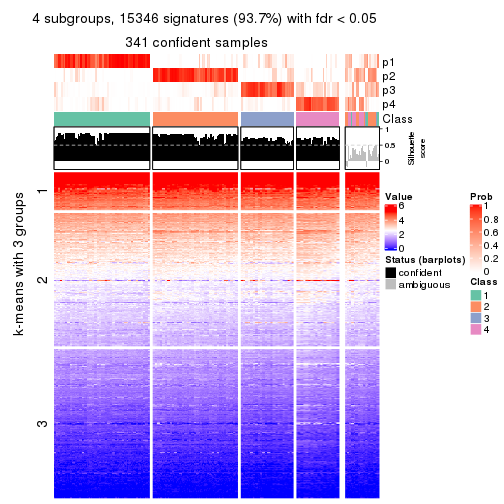 4 subgroups, 15346 signatures (93.7%) with fdr < 0.05
341 confident samples
p1
p2
p3
p4
Class
1
0.5
0
Silhouette
score
k-means with 3 groups
1
2
3
Value
6
4
2
0
Status (barplots)
confident
ambiguous
Prob
1
0.8
0.6
0.4
0.2
0
Class
1
2
3
4